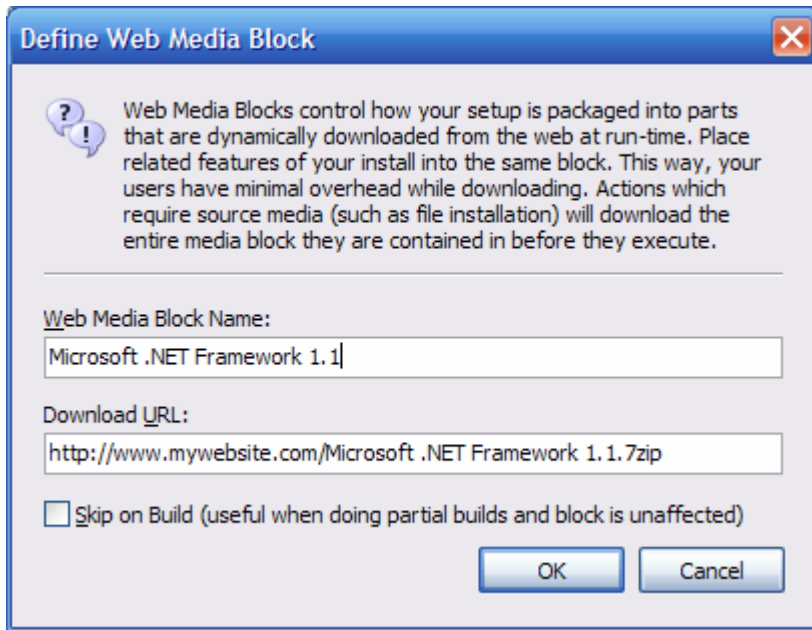 Define Web Media Block
? Web Media Blocks control how your setup is packaged into parts
! that are dynamically downloaded from the web at run-time. Place
related features of your install into the same block. This way, your
users have minimal overhead while downloading. Actions which
require source media (such as file installation) will download the
entire media block they are contained in before they execute.
Web Media Block Name:
Microsoft .NET Framework 1.1
Download URL:
http://www.mywebsite.com/Microsoft .NET Framework 1.1.7zip
Skip on Build (useful when doing partial builds and block is unaffected)
OK Cancel